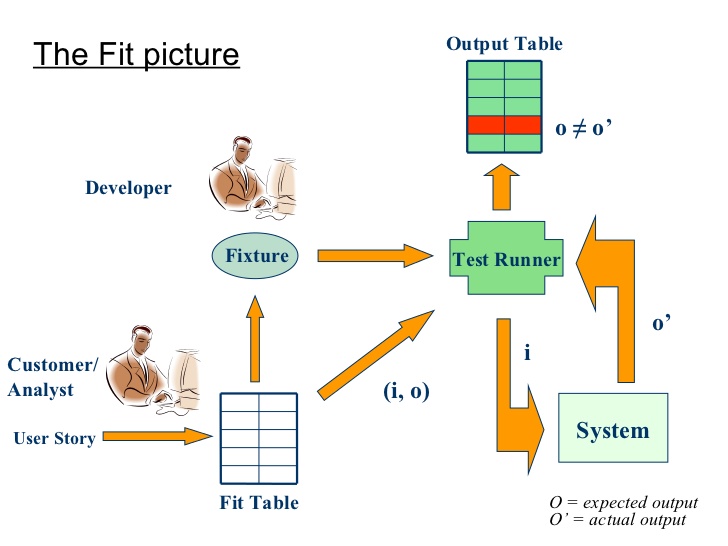 The Fit picture
Output Table
o ≠ o’
Developer
Fixture
Test Runner
o’
i
Customer/
Analyst
(i, o)
User Story
System
Fit Table
O = expected output
O’ = actual output